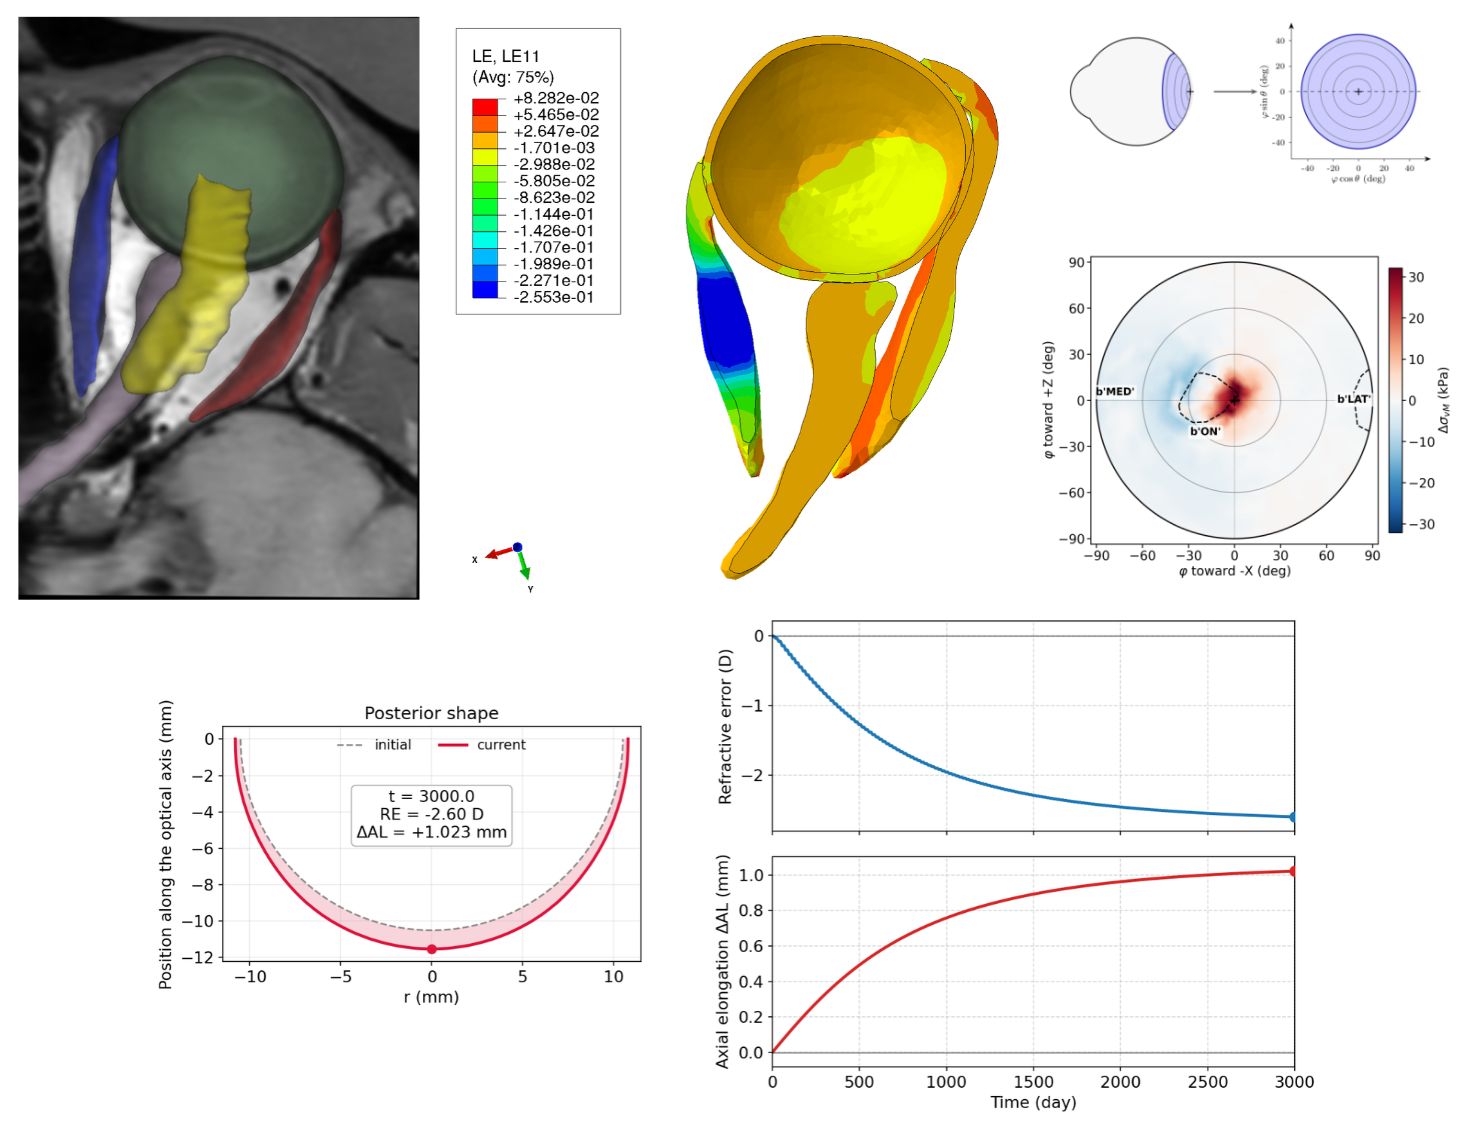 LE, LE11
(Avg: 75%)
+8.282e-02
+5.465e-02
+2.647e-02
-1.701e-03
-2.988e-02
-5.805e-02
-8.623e-02
-1.144e-01
-1.426e-01
-1.707e-01
-1.989e-01
-2.271e-01
-2.553e-01
X
Y
φ sin θ (deg)
40
20
0
-20
-40
-40 -20 0 20 40
φ cos θ (deg)
φ toward +Z (deg)
90
60
30
0
−30
−60
−90
b'MED'
b'ON'
b'LAT'
−90 −60 −30 0 30 60 90
φ toward -X (deg)
30
20
10
0
−10
−20
−30
Δσᵥₘ (kPa)
Posterior shape
Position along the optical axis (mm)
0
−2
−4
−6
−8
−10
−12
initial current
t = 3000.0
RE = -2.60 D
ΔAL = +1.023 mm
−10 −5 0 5 10
r (mm)
Refractive error (D)
0
−1
−2
Axial elongation ΔAL (mm)
1.0
0.8
0.6
0.4
0.2
0.0
0 500 1000 1500 2000 2500 3000
Time (day)